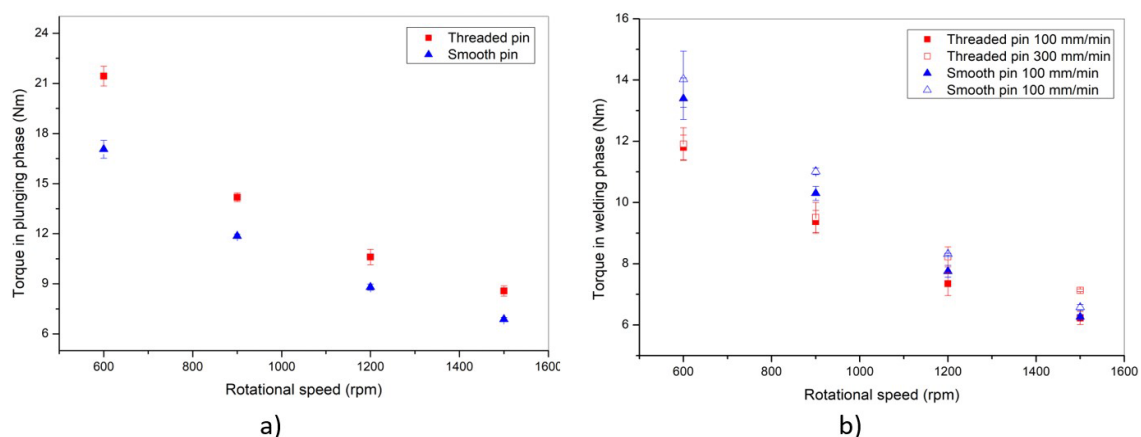 Torque in plunging phase (Nm)
24
21
18
15
12
9
6
Threaded pin
Smooth pin
600
800
1000
1200
1400
1600
Rotational speed (rpm)
a)
Torque in welding phase (Nm)
16
14
12
10
8
6
Threaded pin 100 mm/min
Threaded pin 300 mm/min
Smooth pin 100 mm/min
Smooth pin 100 mm/min
600
800
1000
1200
1400
1600
Rotational speed (rpm)
b)